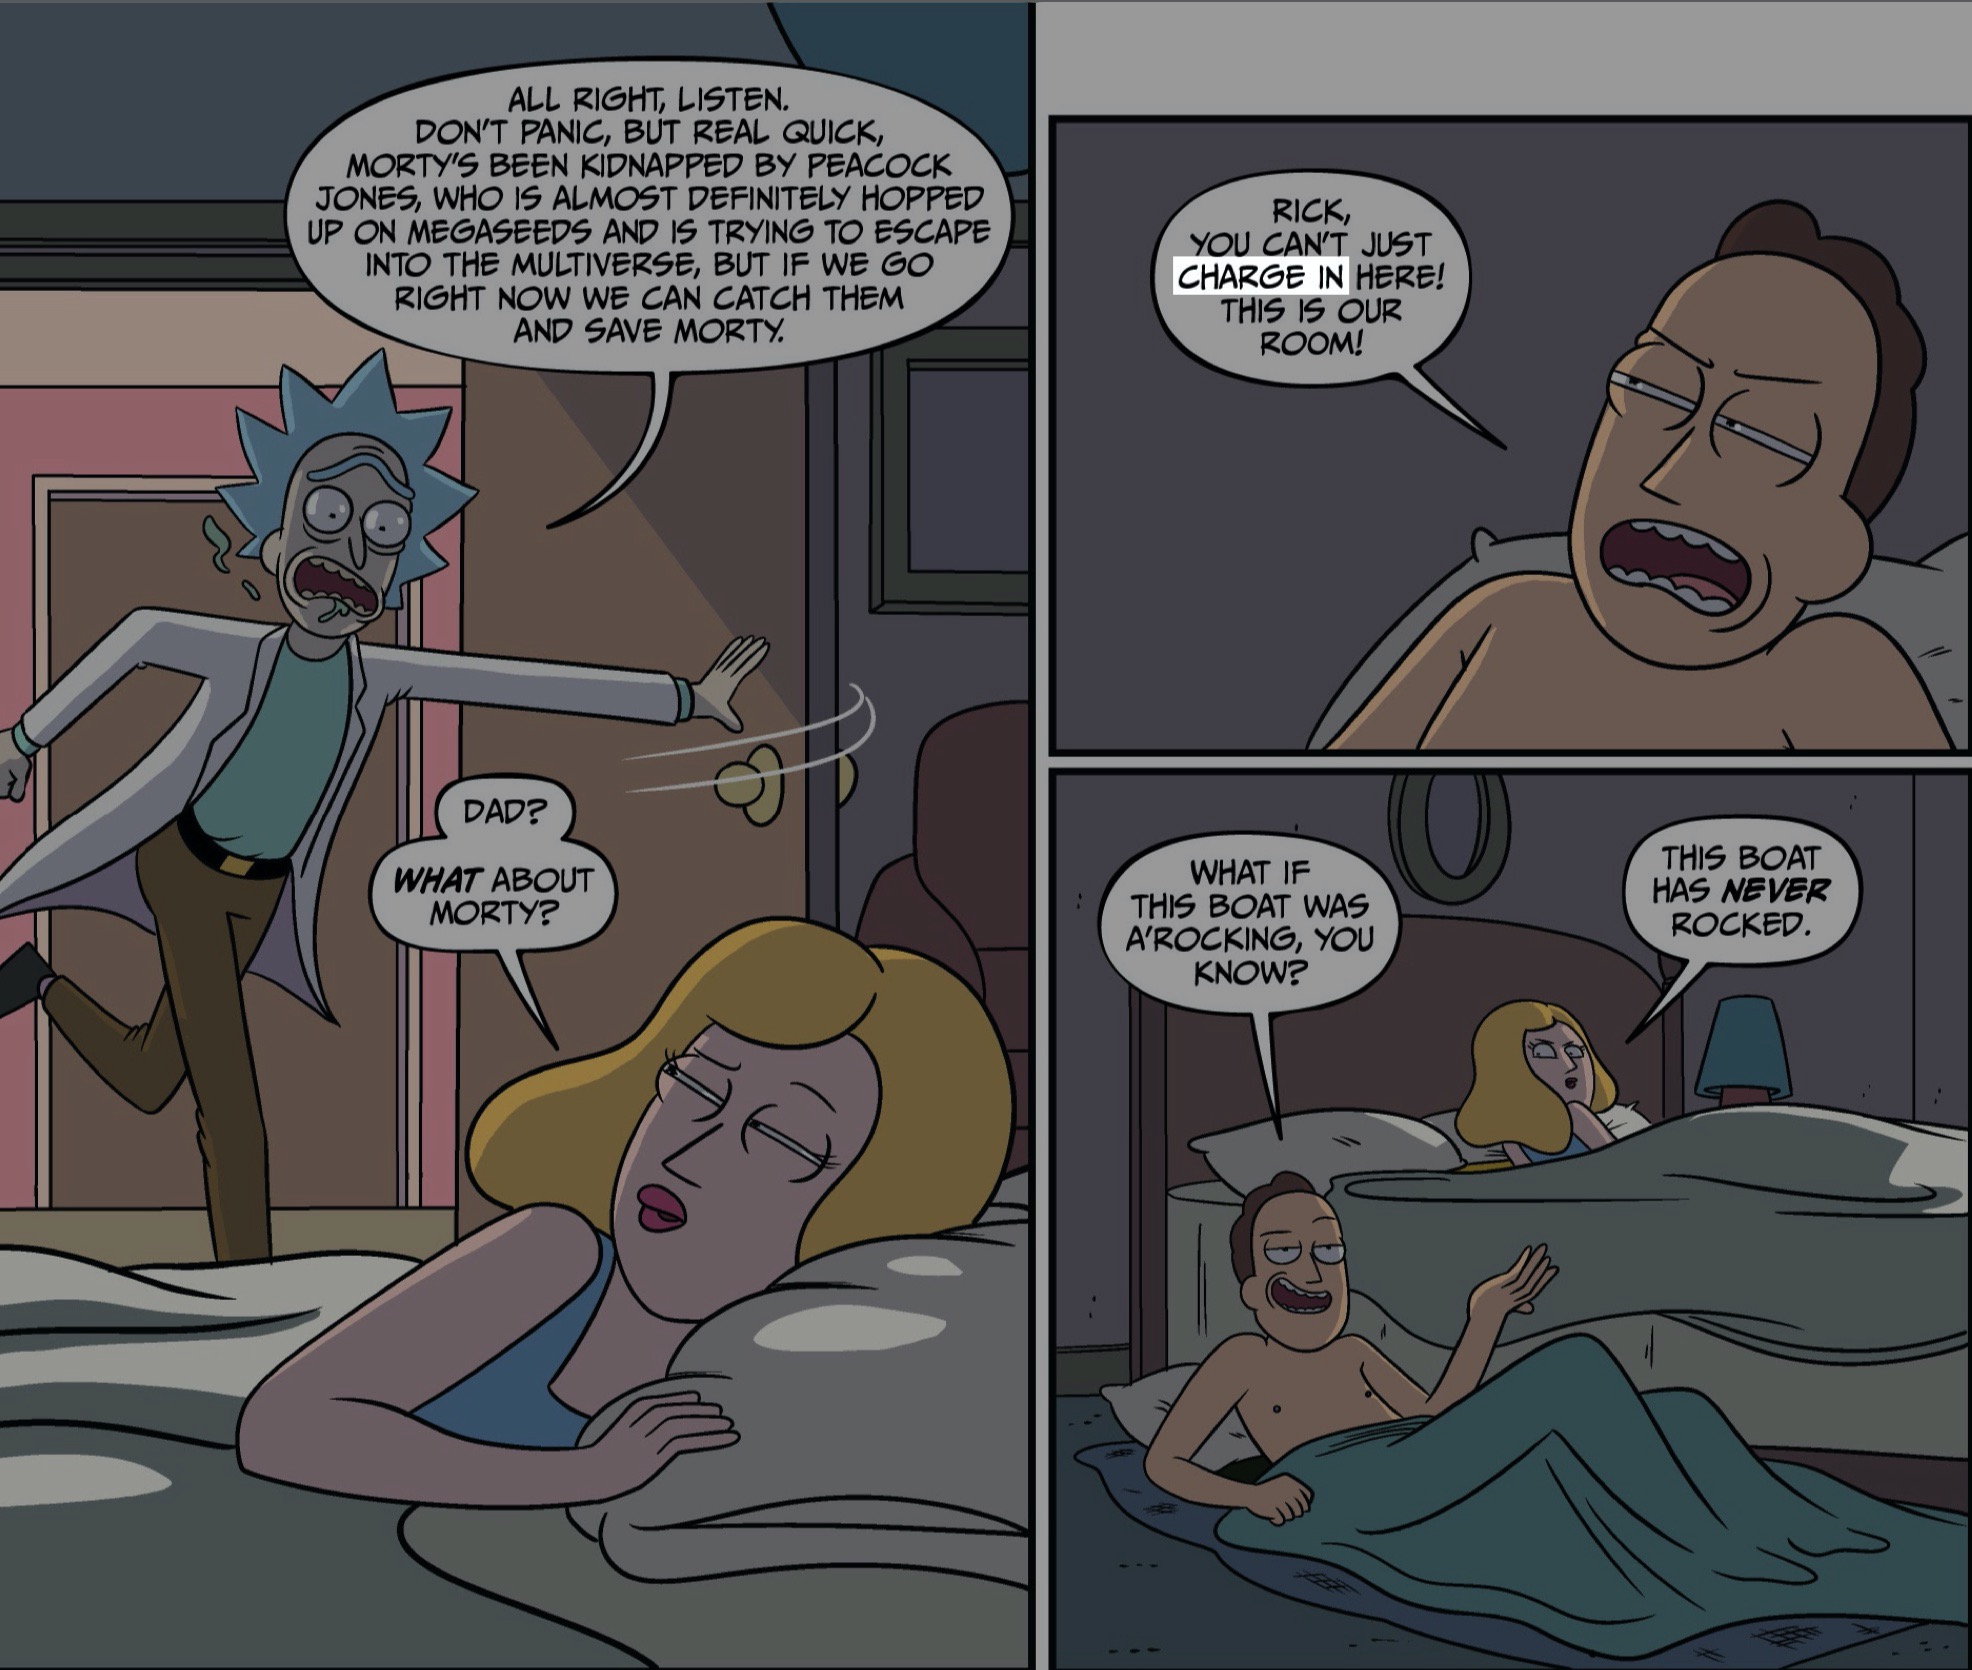 ALL RIGHT, LISTEN.
DON'T PANIC, BUT REAL QUICK,
MORTY'S BEEN KIDNAPPED BY PEACOCK
JONES, WHO IS ALMOST DEFINITELY HOPPED
UP ON MEGASEEDS AND IS TRYING TO ESCAPE
INTO THE MULTIVERSE, BUT IF WE GO
RIGHT NOW WE CAN CATCH THEM
AND SAVE MORTY.
DAD?
WHAT ABOUT
MORTY?
RICK,
YOU CAN'T JUST
CHARGE IN HERE!
THIS IS OUR
ROOM!
WHAT IF
THIS BOAT WAS
A'ROCKING, YOU
KNOW?
THIS BOAT
HAS NEVER
ROCKED.